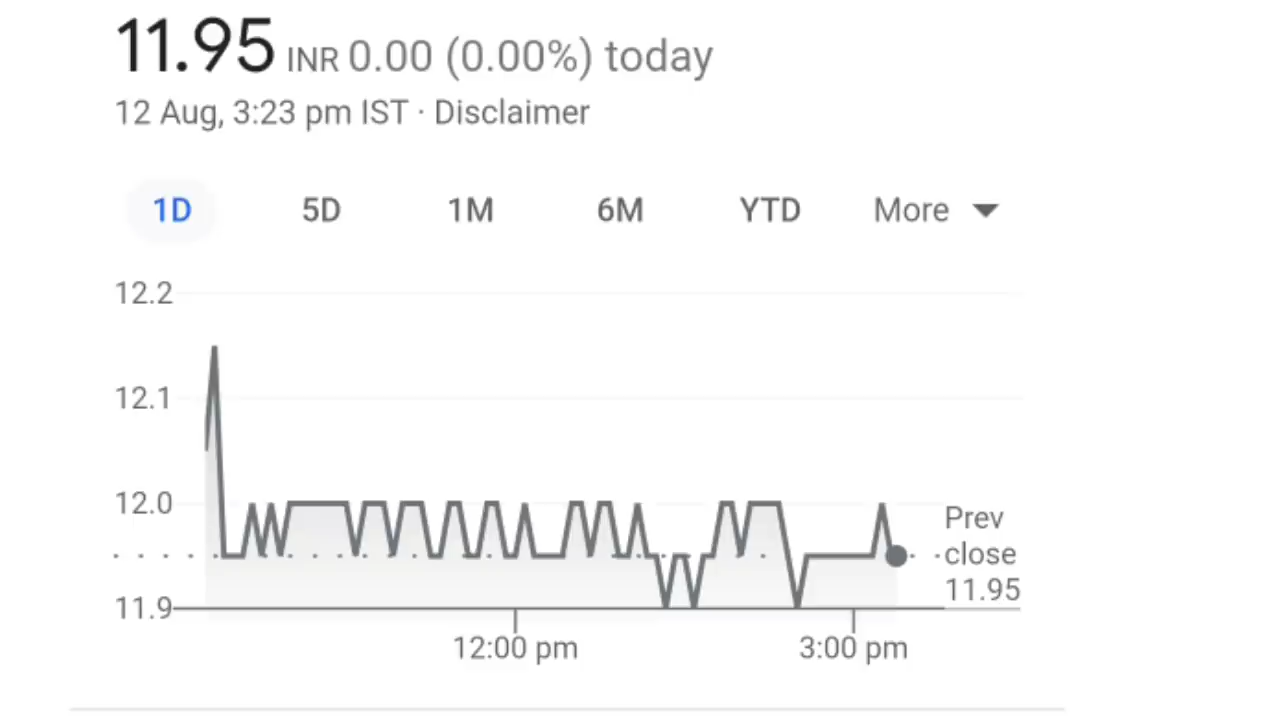 11.95 INR 0.00 (0.00%) today
12 Aug, 3:23 pm IST · Disclaimer
1D 5D 1M 6M YTD More
12.2
12.1
12.0
11.9
Prev
close
11.95
12:00 pm 3:00 pm